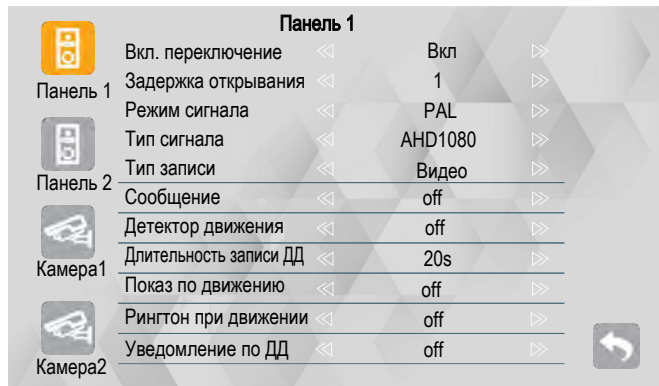 Панель 1
Вкл. переключение Вкл
Задержка открывания 1
Панель 1
Режим сигнала PAL
Тип сигнала AHD1080
Тип записи Видео
Панель 2
Сообщение off
Детектор движения off
Длительность записи ДД 20s
Камера1
Показ по движению off
Рингтон при движении off
Уведомление по ДД off
Камера2